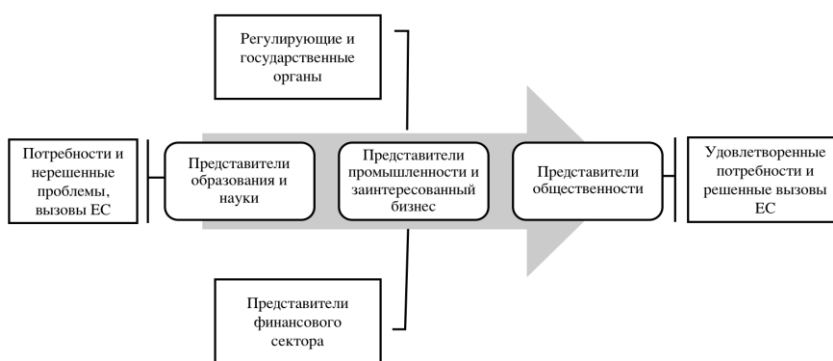 Регулирующие и
государственные
органы
Потребности и
нерешенные
проблемы,
вызовы ЕС
Представители
образования и
науки
Представители
промышленности и
заинтересованный
бизнес
Представители
общественности
Удовлетворенные
потребности и
решенные вызовы
ЕС
Представители
финансового
сектора